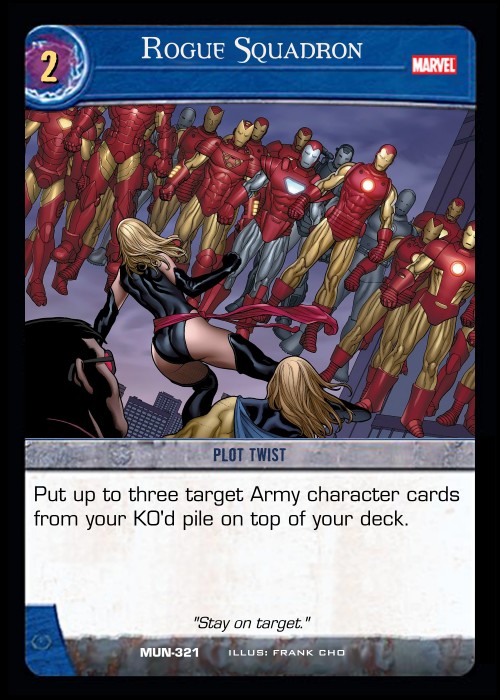 2
Rogue Squadron
MARVEL
PLOT TWIST
Put up to three target Army character cards
from your KO'd pile on top of your deck.
"Stay on target."
MUN-321 ILLUS: FRANK CHO